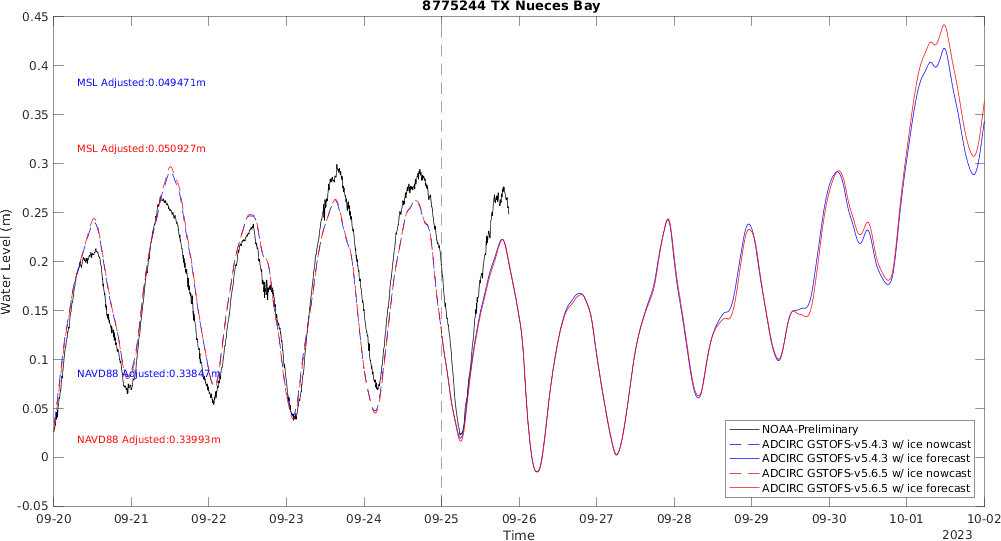 8775244 TX Nueces Bay
0.45
0.4
0.35
0.3
0.25
0.2
0.15
0.1
0.05
0
-0.05
Water Level (m)
MSL Adjusted:0.049471m
MSL Adjusted:0.050927m
NAVD88 Adjusted:0.33847m
NAVD88 Adjusted:0.33993m
NOAA-Preliminary
ADCIRC GSTOFS-v5.4.3 w/ ice nowcast
ADCIRC GSTOFS-v5.4.3 w/ ice forecast
ADCIRC GSTOFS-v5.6.5 w/ ice nowcast
ADCIRC GSTOFS-v5.6.5 w/ ice forecast
09-20 09-21 09-22 09-23 09-24 09-25 09-26 09-27 09-28 09-29 09-30 10-01 10-02
Time
2023